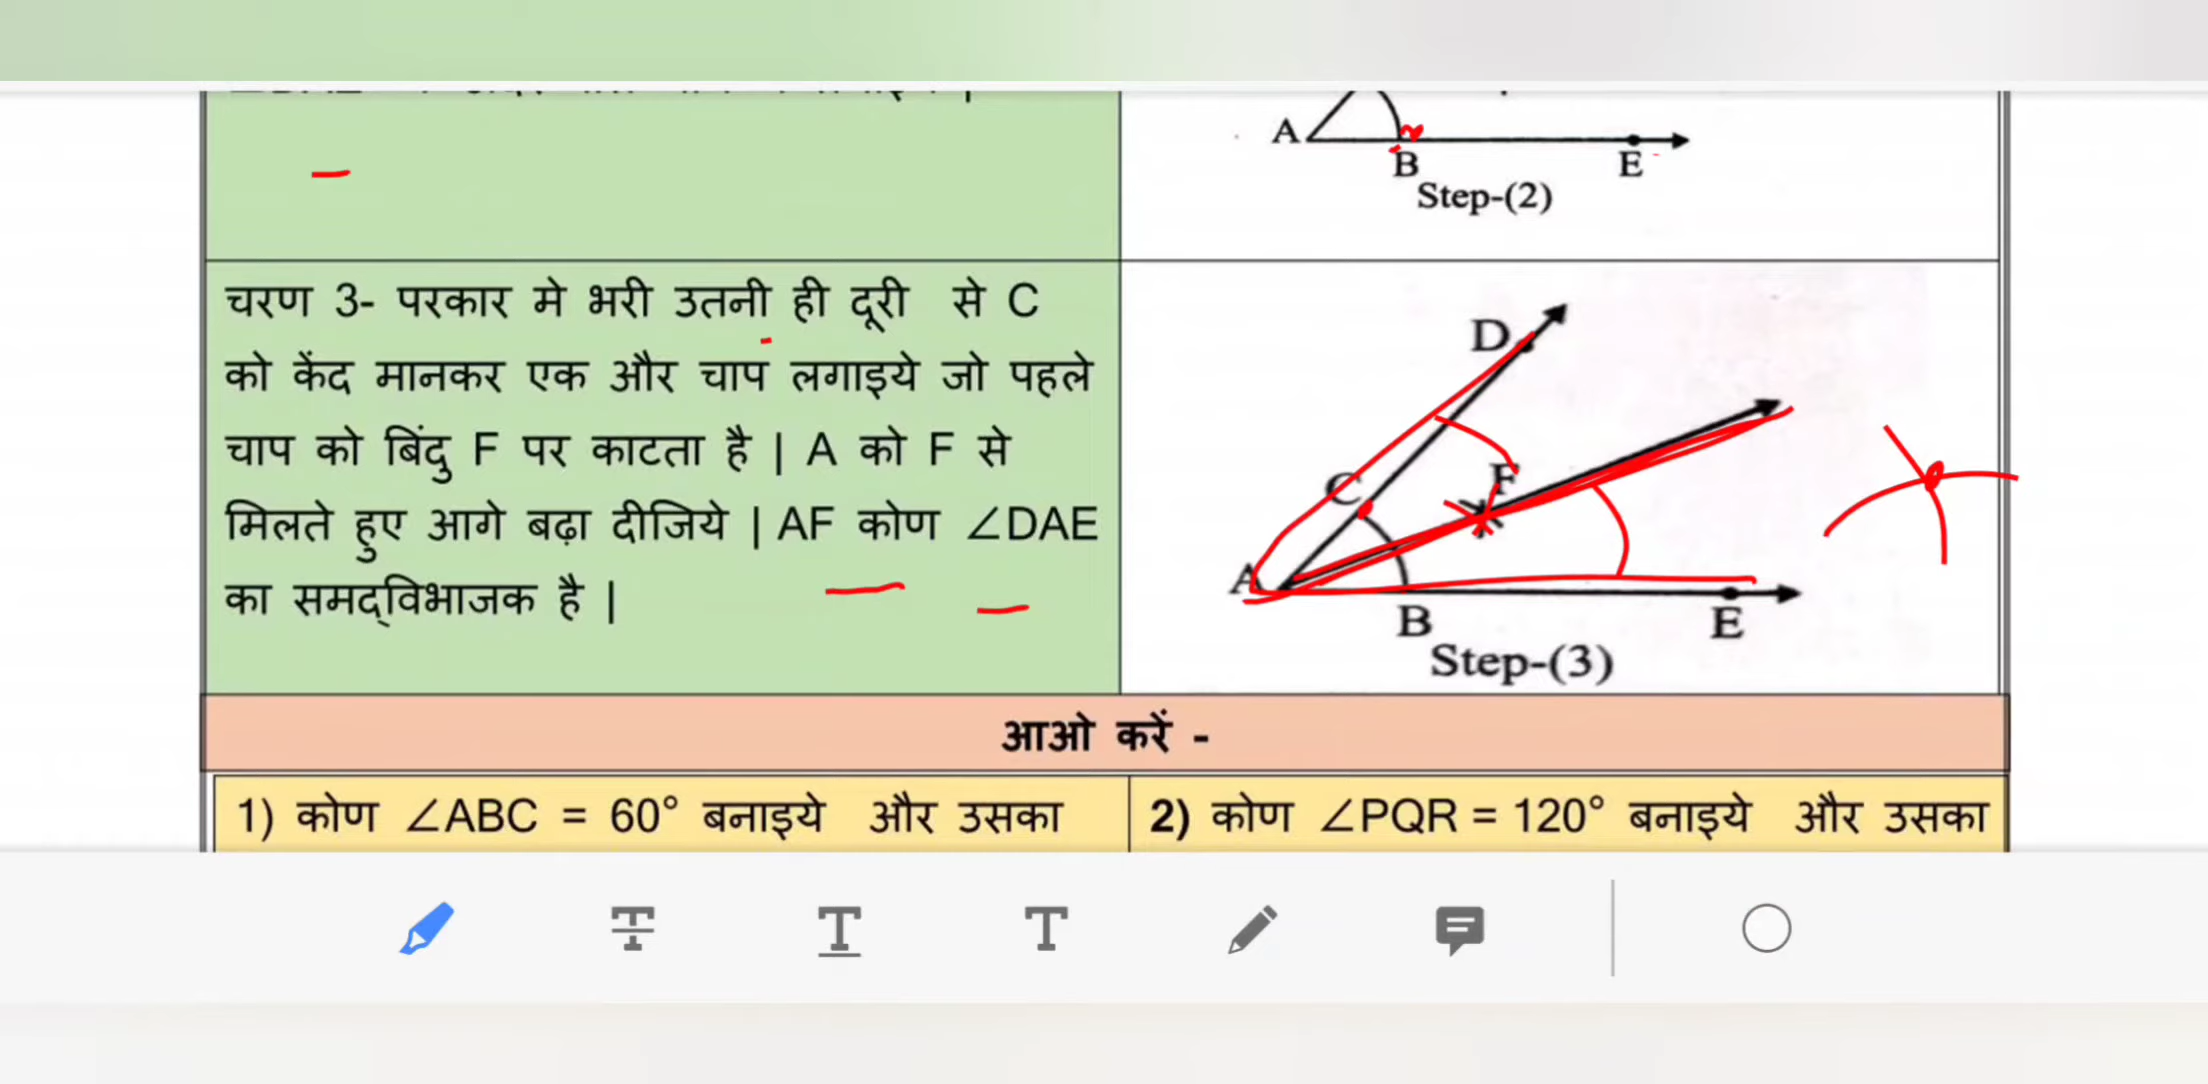 A
B
E
Step-(2)
चरण 3- परकार मे भरी उतनी ही दूरी से C
को केंद मानकर एक और चाप लगाइये जो पहले
चाप को बिंदु F पर काटता है | A को F से
मिलते हुए आगे बढ़ा दीजिये | AF कोण ∠DAE
का समद्विभाजक है |
D
F
C
A
B
E
Step-(3)
आओ करें -
1) कोण ∠ABC = 60° बनाइये और उसका
2) कोण ∠PQR = 120° बनाइये और उसका